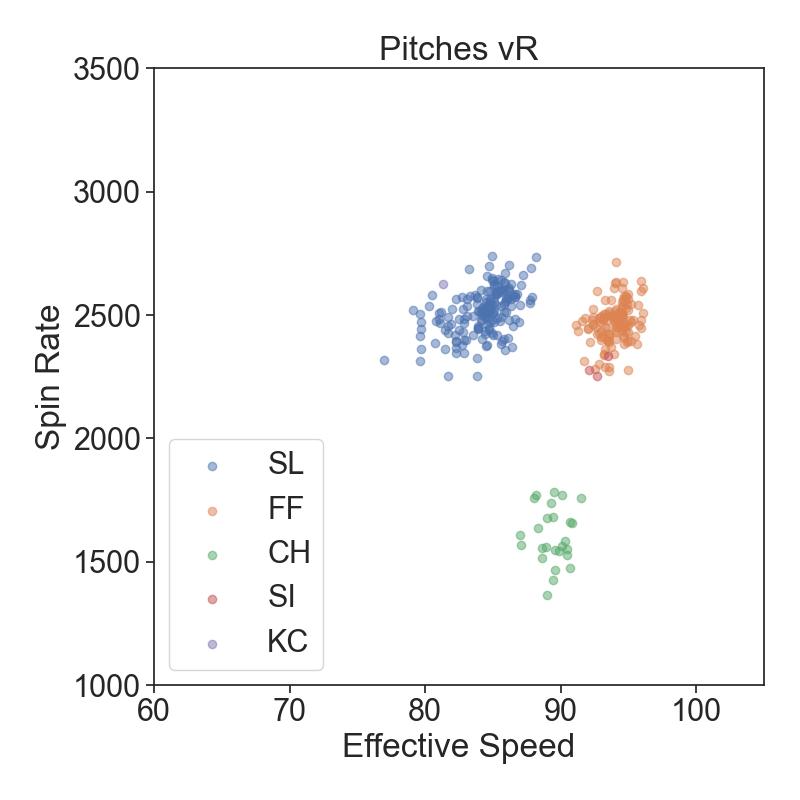 Pitches vR
3500
3000
2500
2000
1500
1000
Spin Rate
SL
FF
CH
SI
KC
60 70 80 90 100
Effective Speed